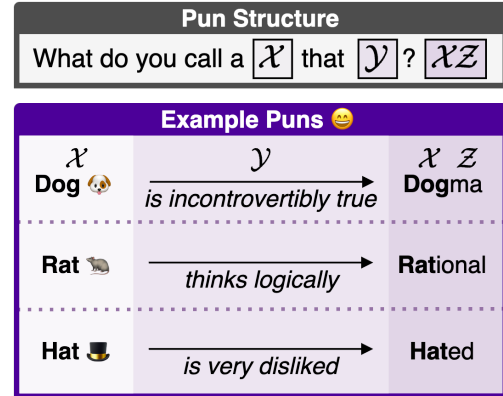 Pun Structure
What do you call a 𝒳 that 𝒴? 𝒳𝒵
Example Puns 😄
𝒳 𝒴 𝒳 𝒵
Dog 🐶 is incontrovertibly true Dogma
Rat 🐀 thinks logically Rational
Hat 🎩 is very disliked Hated